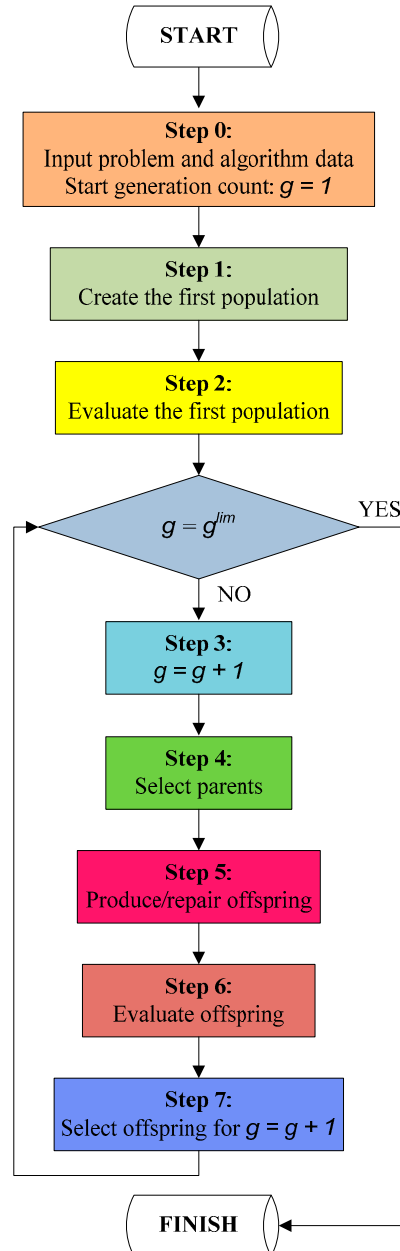 START
Step 0:
Input problem and algorithm data
Start generation count: g = 1
Step 1:
Create the first population
Step 2:
Evaluate the first population
g = g^lim
YES
NO
Step 3:
g = g + 1
Step 4:
Select parents
Step 5:
Produce/repair offspring
Step 6:
Evaluate offspring
Step 7:
Select offspring for g = g + 1
FINISH